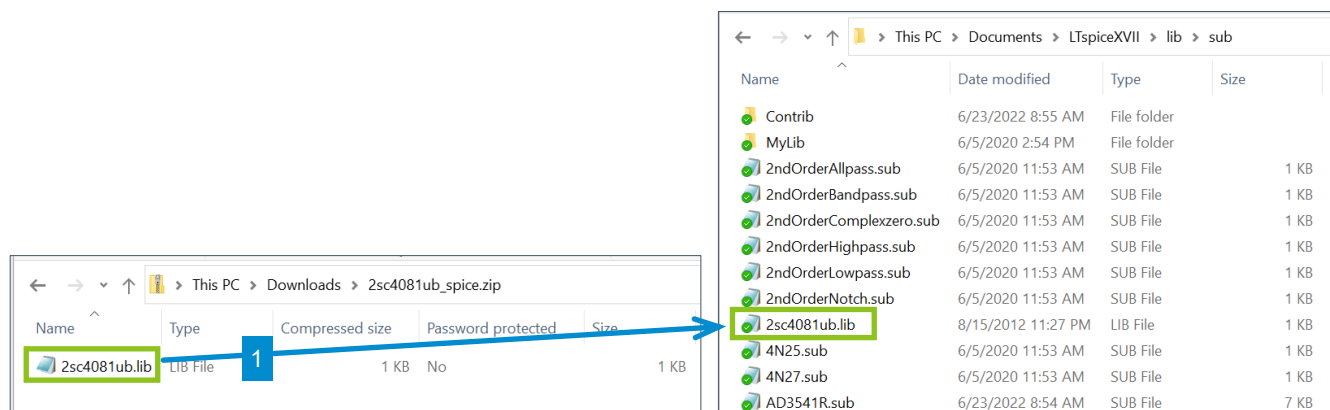 This PC > Downloads > 2sc4081ub_spice.zip
Name Type Compressed size Password protected Size
2sc4081ub.lib LIB File 1 KB No 1 KB
1
This PC > Documents > LTspiceXVII > lib > sub
Name Date modified Type Size
Contrib 6/23/2022 8:55 AM File folder
MyLib 6/5/2020 2:54 PM File folder
2ndOrderAllpass.sub 6/5/2020 11:53 AM SUB File 1 KB
2ndOrderBandpass.sub 6/5/2020 11:53 AM SUB File 1 KB
2ndOrderComplexzero.sub 6/5/2020 11:53 AM SUB File 1 KB
2ndOrderHighpass.sub 6/5/2020 11:53 AM SUB File 1 KB
2ndOrderLowpass.sub 6/5/2020 11:53 AM SUB File 1 KB
2ndOrderNotch.sub 6/5/2020 11:53 AM SUB File 1 KB
2sc4081ub.lib 8/15/2012 11:27 PM LIB File 1 KB
4N25.sub 6/5/2020 11:53 AM SUB File 1 KB
4N27.sub 6/5/2020 11:53 AM SUB File 1 KB
AD3541R.sub 6/23/2022 8:54 AM SUB File 7 KB